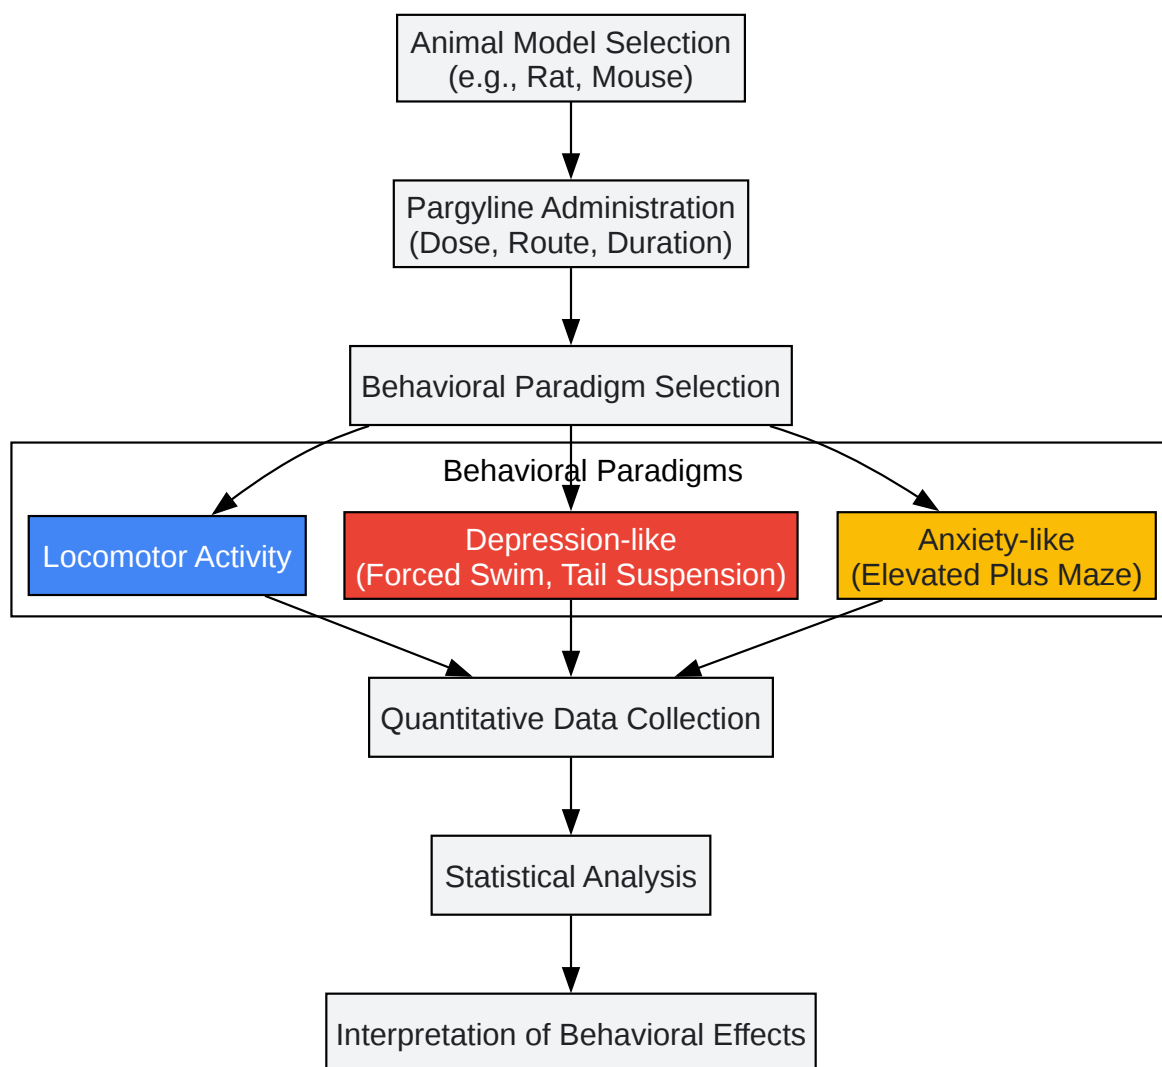 Animal Model Selection
(e.g., Rat, Mouse)
Pargyline Administration
(Dose, Route, Duration)
Behavioral Paradigm Selection
Behavioral Paradigms
Locomotor Activity
Depression-like
(Forced Swim, Tail Suspension)
Anxiety-like
(Elevated Plus Maze)
Quantitative Data Collection
Statistical Analysis
Interpretation of Behavioral Effects